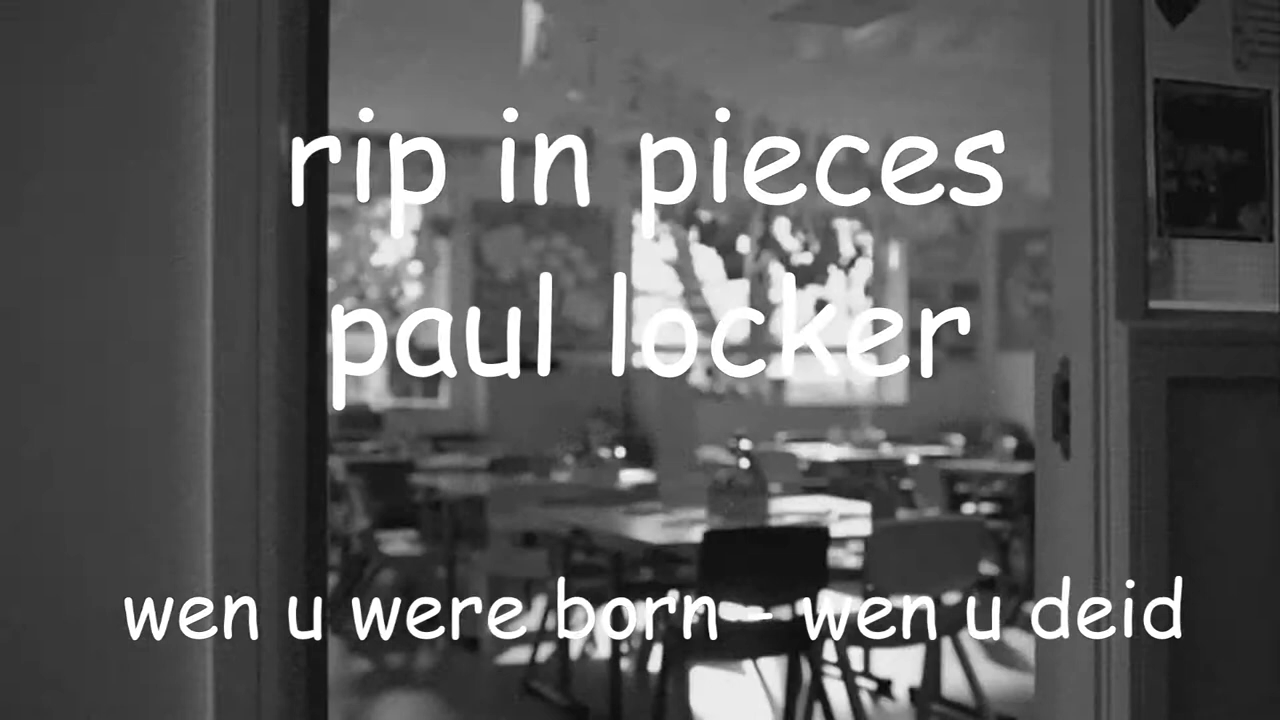 rip in pieces
paul locker
wen u were born - wen u deid